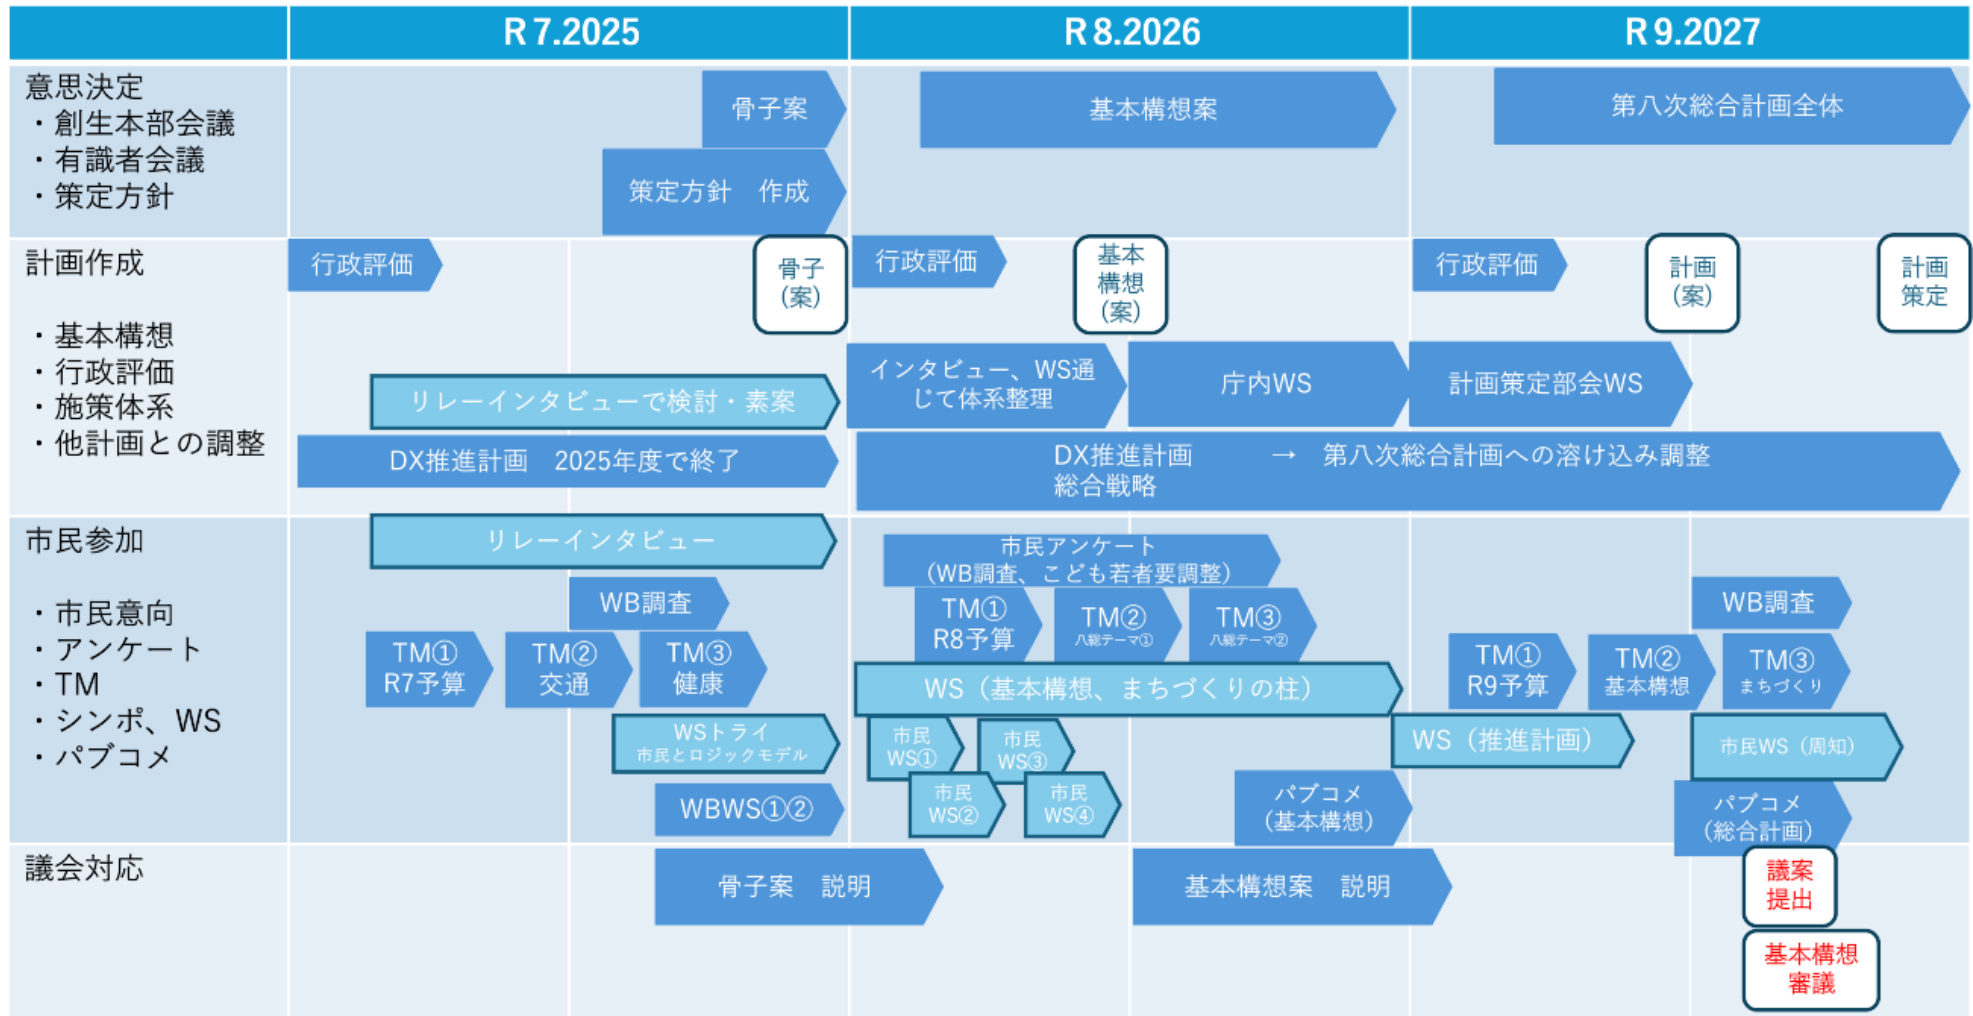 R7.2025
R8.2026
R9.2027
意思決定
・創生本部会議
・有識者会議
・策定方針
骨子案
策定方針　作成
基本構想案
第八次総合計画全体
計画作成
・基本構想
・行政評価
・施策体系
・他計画との調整
行政評価
骨子
(案)
行政評価
基本
構想
(案)
行政評価
計画
(案)
計画
策定
リレーインタビューで検討・素案
インタビュー、WS通
じて体系整理
庁内WS
計画策定部会WS
DX推進計画　2025年度で終了
DX推進計画　→　第八次総合計画への溶け込み調整
総合戦略
市民参加
・市民意向
・アンケート
・TM
・シンポ、WS
・パブコメ
リレーインタビュー
WB調査
TM①
R7予算
TM②
交通
TM③
健康
WSトライ
市民とロジックモデル
WBWS①②
市民アンケート
（WB調査、こども若者要調整）
TM①
R8予算
TM②
八総テーマ①
TM③
八総テーマ②
WS（基本構想、まちづくりの柱）
市民
WS①
市民
WS③
市民
WS②
市民
WS④
パブコメ
（基本構想）
WB調査
TM①
R9予算
TM②
基本構想
TM③
まちづくり
WS（推進計画）
市民WS（周知）
パブコメ
（総合計画）
議会対応
骨子案　説明
基本構想案　説明
議案
提出
基本構想
審議